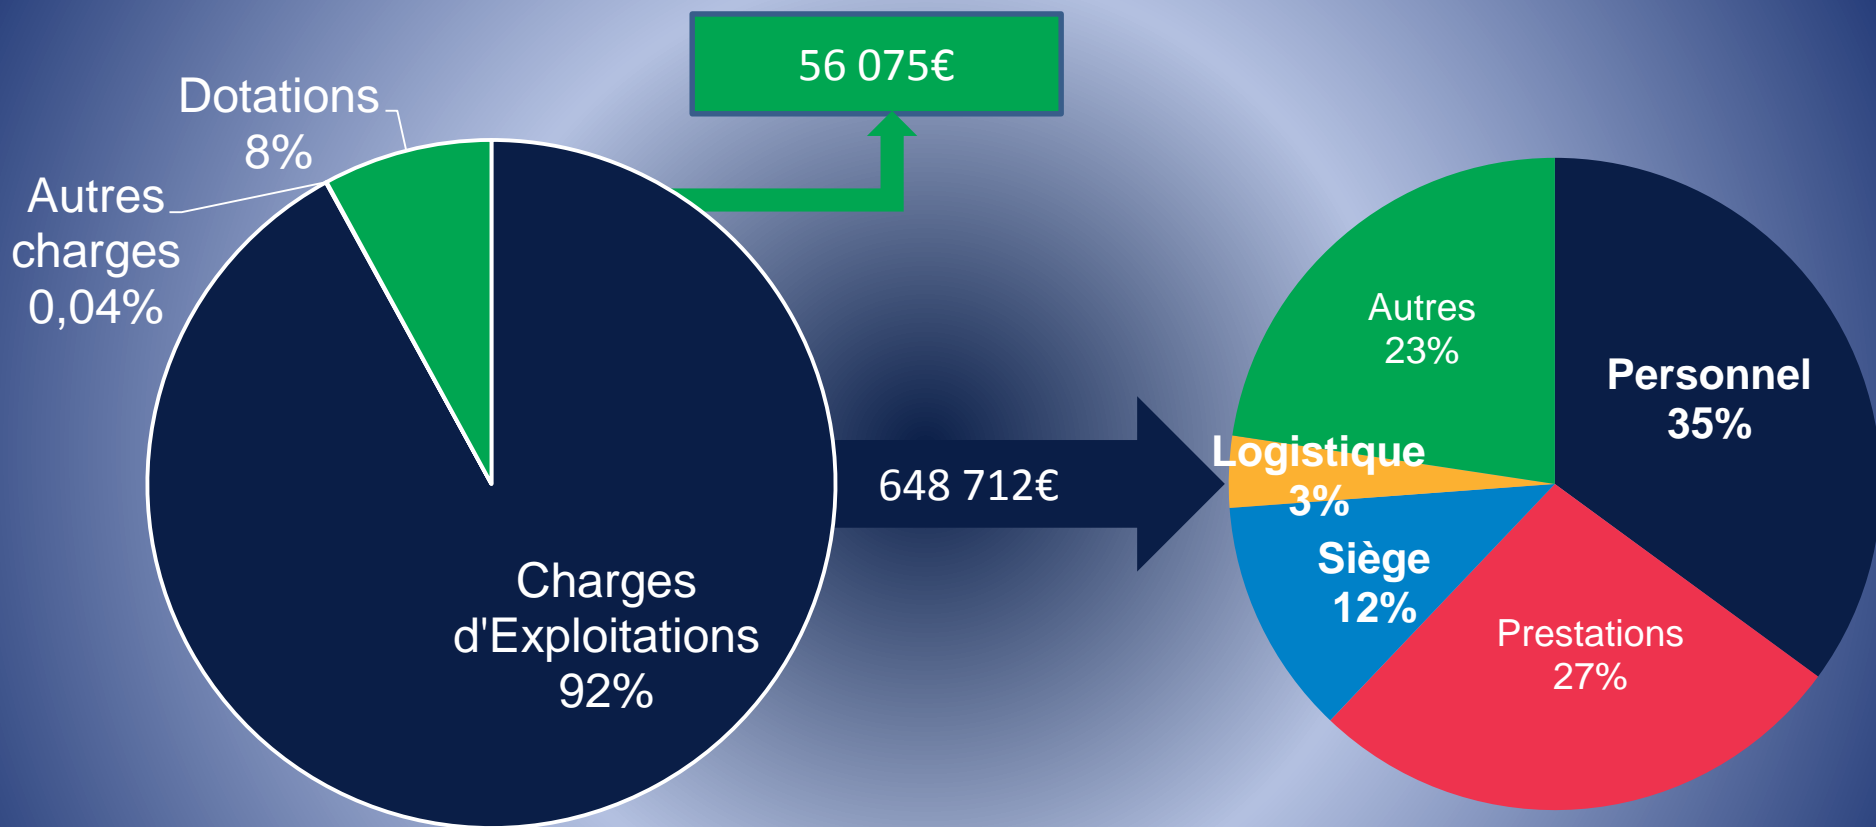 56 075€
Dotations
8%
Autres
charges
0,04%
Charges
d'Exploitations
92%
648 712€
Autres
23%
Personnel
35%
Logistique
3%
Siège
12%
Prestations
27%